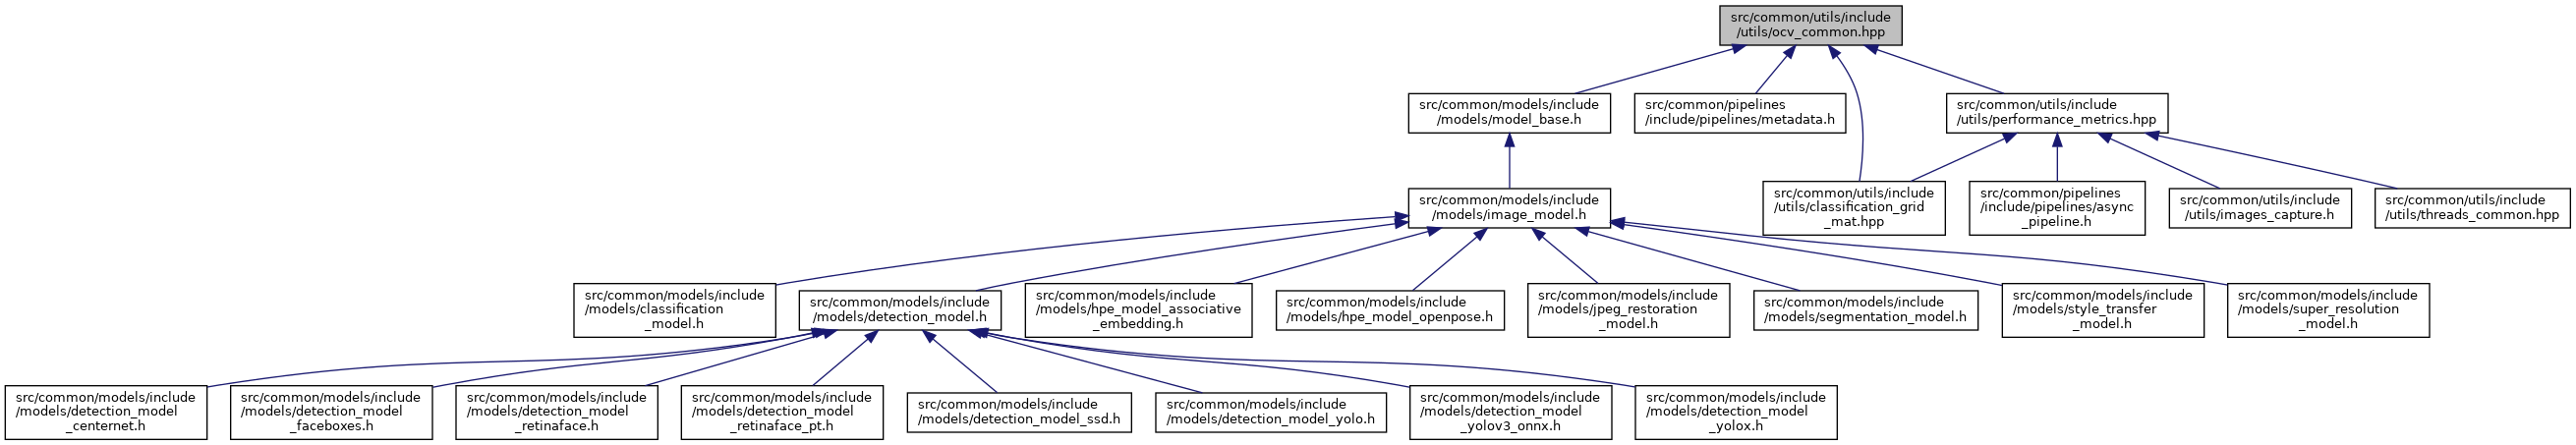 src/common/utils/include
/utils/ocv_common.hpp
src/common/models/include
/models/model_base.h
src/common/pipelines
/include/pipelines/metadata.h
src/common/utils/include
/utils/performance_metrics.hpp
src/common/models/include
/models/image_model.h
src/common/utils/include
/utils/classification_grid
_mat.hpp
src/common/pipelines
/include/pipelines/async
_pipeline.h
src/common/utils/include
/utils/images_capture.h
src/common/utils/include
/utils/threads_common.hpp
src/common/models/include
/models/classification
_model.h
src/common/models/include
/models/detection_model.h
src/common/models/include
/models/hpe_model_associative
_embedding.h
src/common/models/include
/models/hpe_model_openpose.h
src/common/models/include
/models/jpeg_restoration
_model.h
src/common/models/include
/models/segmentation_model.h
src/common/models/include
/models/style_transfer
_model.h
src/common/models/include
/models/super_resolution
_model.h
src/common/models/include
/models/detection_model
_centernet.h
src/common/models/include
/models/detection_model
_faceboxes.h
src/common/models/include
/models/detection_model
_retinaface.h
src/common/models/include
/models/detection_model
_retinaface_pt.h
src/common/models/include
/models/detection_model_ssd.h
src/common/models/include
/models/detection_model_yolo.h
src/common/models/include
/models/detection_model
_yolov3_onnx.h
src/common/models/include
/models/detection_model
_yolox.h